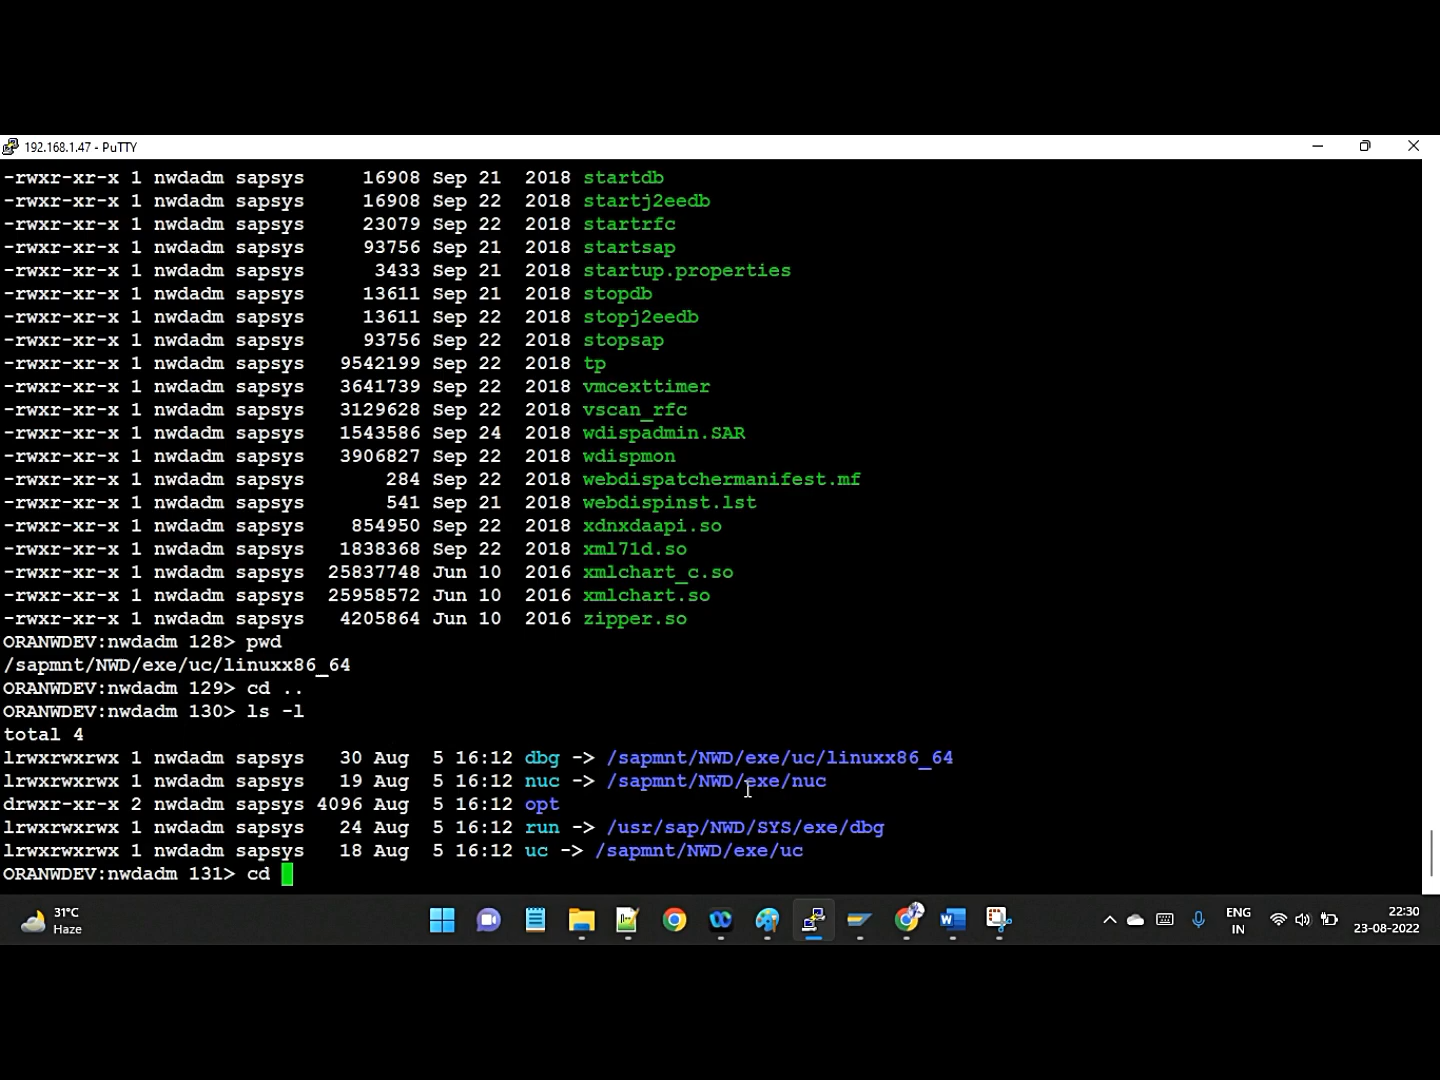 192.168.1.47 - PuTTY
-rwxr-xr-x 1 nwdadm sapsys 16908 Sep 21 2018 startdb
-rwxr-xr-x 1 nwdadm sapsys 16908 Sep 22 2018 startj2eedb
-rwxr-xr-x 1 nwdadm sapsys 23079 Sep 22 2018 startrfc
-rwxr-xr-x 1 nwdadm sapsys 93756 Sep 21 2018 startsap
-rwxr-xr-x 1 nwdadm sapsys 3433 Sep 21 2018 startup.properties
-rwxr-xr-x 1 nwdadm sapsys 13611 Sep 21 2018 stopdb
-rwxr-xr-x 1 nwdadm sapsys 13611 Sep 22 2018 stopj2eedb
-rwxr-xr-x 1 nwdadm sapsys 93756 Sep 22 2018 stopsap
-rwxr-xr-x 1 nwdadm sapsys 9542199 Sep 22 2018 tp
-rwxr-xr-x 1 nwdadm sapsys 3641739 Sep 22 2018 vmcexttimer
-rwxr-xr-x 1 nwdadm sapsys 3129628 Sep 22 2018 vscan_rfc
-rwxr-xr-x 1 nwdadm sapsys 1543586 Sep 24 2018 wdispadmin.SAR
-rwxr-xr-x 1 nwdadm sapsys 3906827 Sep 22 2018 wdispmon
-rwxr-xr-x 1 nwdadm sapsys 284 Sep 22 2018 webdispatchermanifest.mf
-rwxr-xr-x 1 nwdadm sapsys 541 Sep 21 2018 webdispinst.lst
-rwxr-xr-x 1 nwdadm sapsys 854950 Sep 22 2018 xdnxdaapi.so
-rwxr-xr-x 1 nwdadm sapsys 1838368 Sep 22 2018 xml71d.so
-rwxr-xr-x 1 nwdadm sapsys 25837748 Jun 10 2016 xmlchart_c.so
-rwxr-xr-x 1 nwdadm sapsys 25958572 Jun 10 2016 xmlchart.so
-rwxr-xr-x 1 nwdadm sapsys 4205864 Jun 10 2016 zipper.so
ORANWDEV:nwdadm 128> pwd
/sapmnt/NWD/exe/uc/linuxx86_64
ORANWDEV:nwdadm 129> cd ..
ORANWDEV:nwdadm 130> ls -l
total 4
lrwxrwxrwx 1 nwdadm sapsys 30 Aug 5 16:12 dbg -> /sapmnt/NWD/exe/uc/linuxx86_64
lrwxrwxrwx 1 nwdadm sapsys 19 Aug 5 16:12 nuc -> /sapmnt/NWD/exe/nuc
drwxr-xr-x 2 nwdadm sapsys 4096 Aug 5 16:12 opt
lrwxrwxrwx 1 nwdadm sapsys 24 Aug 5 16:12 run -> /usr/sap/NWD/SYS/exe/dbg
lrwxrwxrwx 1 nwdadm sapsys 18 Aug 5 16:12 uc -> /sapmnt/NWD/exe/uc
ORANWDEV:nwdadm 131> cd
31°C
Haze
ENG
IN
22:30
23-08-2022